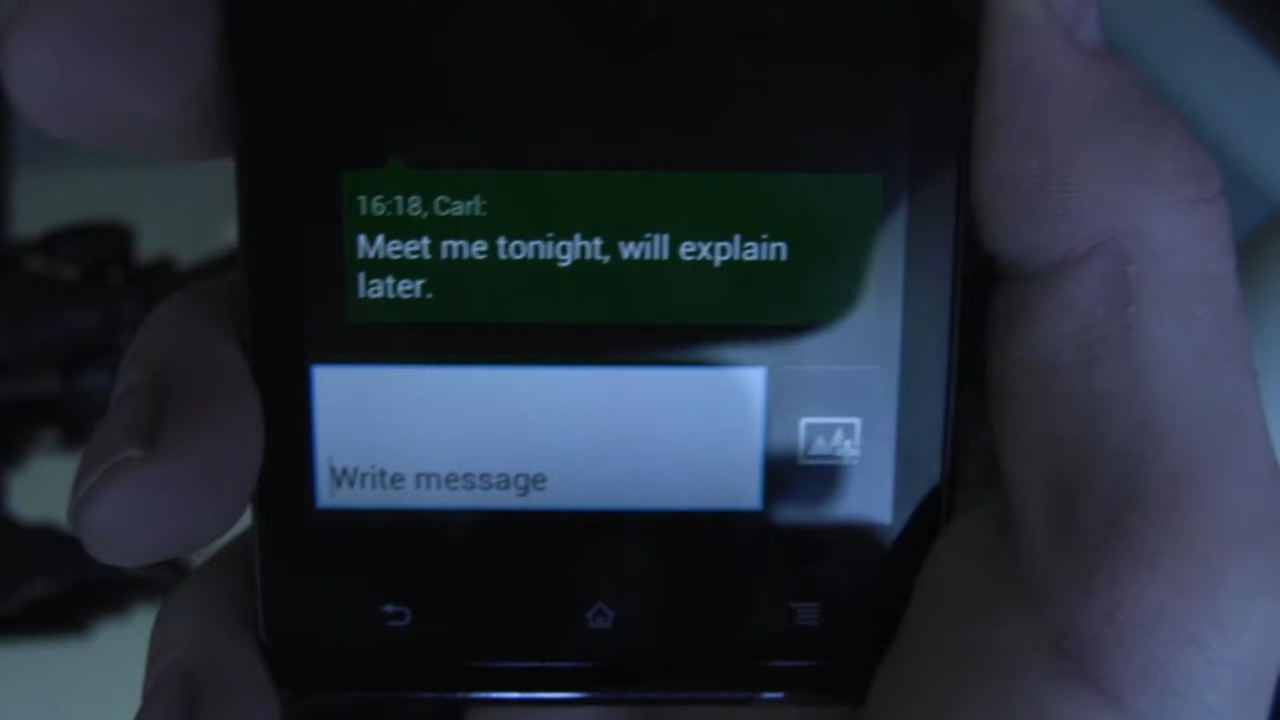 16:18, Carl:
Meet me tonight, will explain
later.
Write message